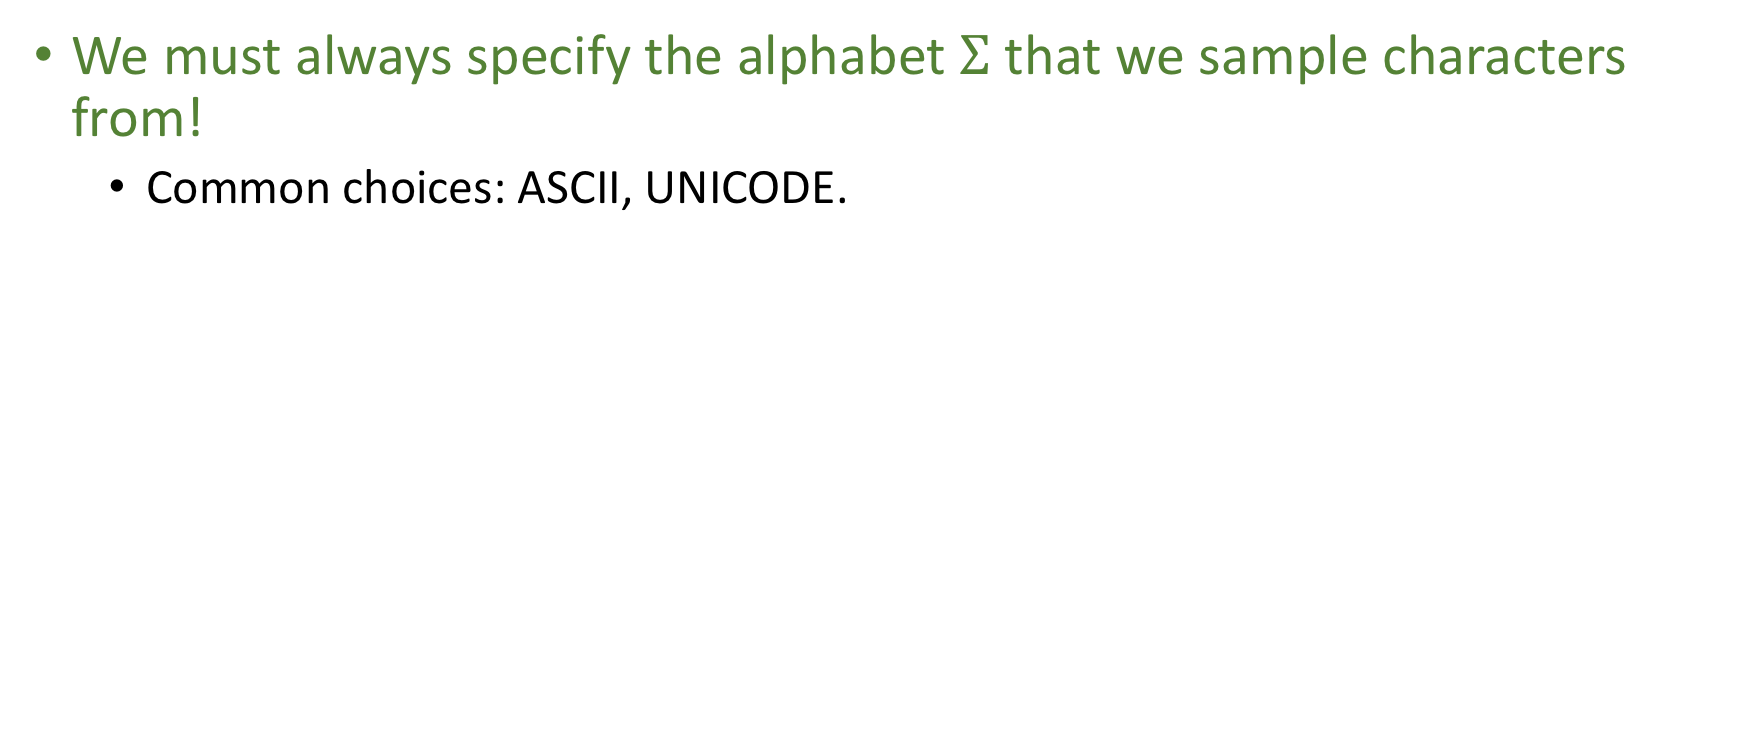 • We must always specify the alphabet Σ that we sample characters
from!
• Common choices: ASCII, UNICODE.